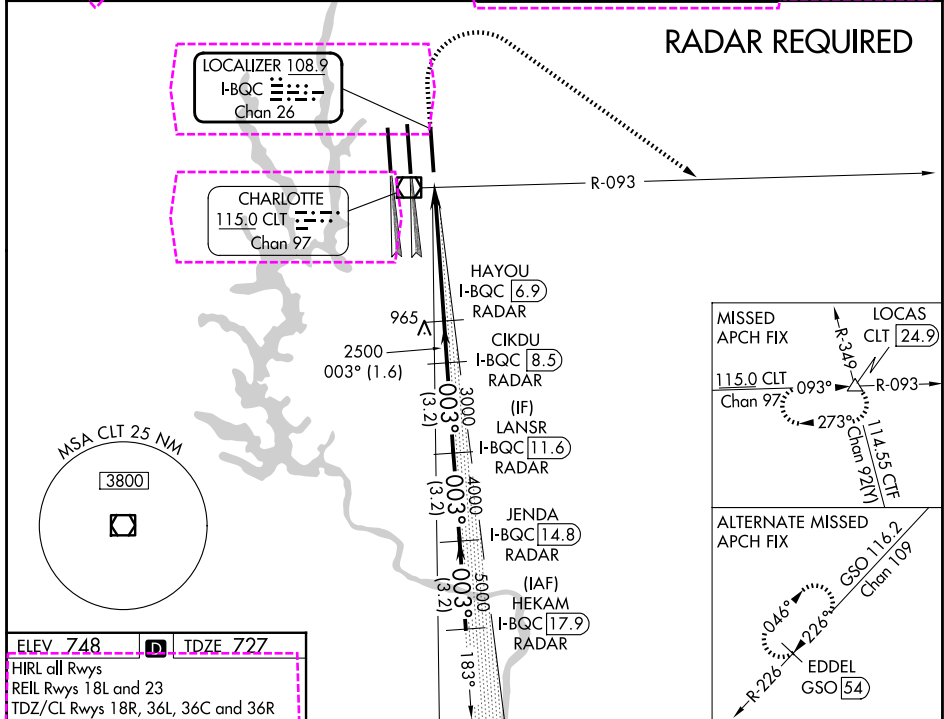 RADAR REQUIRED
LOCALIZER 108.9
I-BQC
Chan 26
R-093
CHARLOTTE
115.0 CLT
Chan 97
HAYOU
I-BQC 6.9
RADAR
965
2500
003° (1.6)
CIKDU
I-BQC 8.5
RADAR
003°
(3.2)
3000
(IF)
LANSR
I-BQC 11.6
RADAR
003°
(3.2)
4000
JENDA
I-BQC 14.8
RADAR
003°
(3.2)
5000
(IAF)
HEKAM
I-BQC 17.9
RADAR
183°
MSA CLT 25 NM
3800
MISSED
APCH FIX
LOCAS
CLT 24.9
R-349
115.0 CLT
Chan 97
093°
R-093
273°
114.55 CTF
Chan 92(Y)
ALTERNATE MISSED
APCH FIX
GSO 116.2
Chan 109
046°
226°
R-226
EDDEL
GSO 54
ELEV 748 D TDZE 727
HIRL all Rwys
REIL Rwys 18L and 23
TDZ/CL Rwys 18R, 36L, 36C and 36R